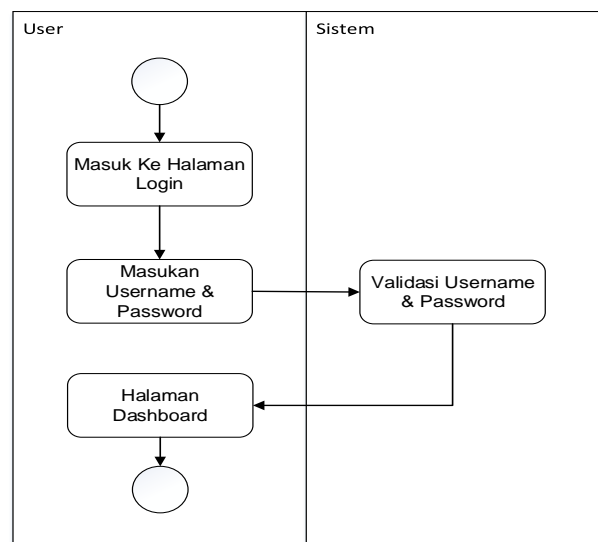 User
Sistem
Masuk Ke Halaman
Login
Masukan
Username &
Password
Validasi Username
& Password
Halaman
Dashboard